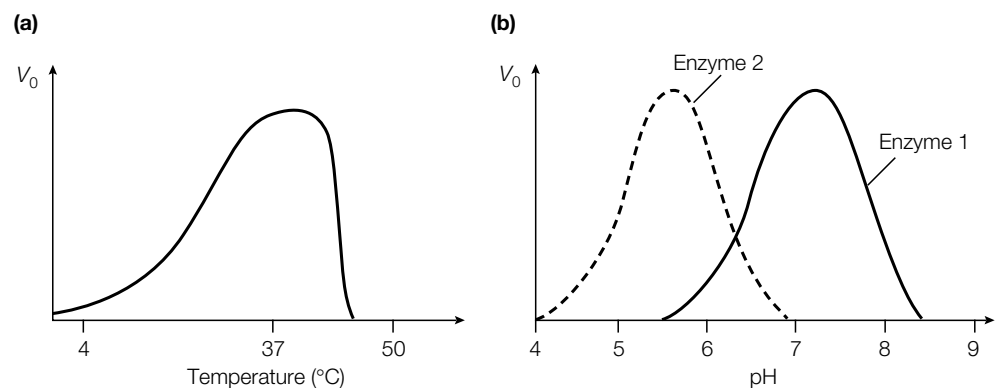 (a)
V0
4 37 50
Temperature (°C)
(b)
V0
Enzyme 2
Enzyme 1
4 5 6 7 8 9
pH